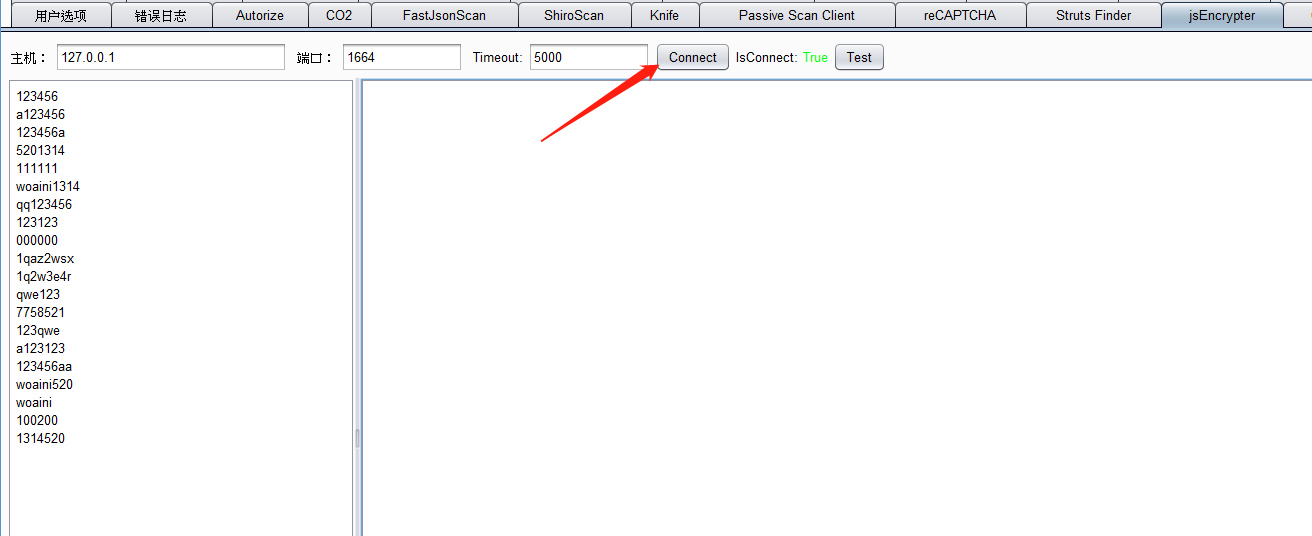 用户选项 错误日志 Autorize CO2 FastJsonScan ShiroScan Knife Passive Scan Client reCAPTCHA Struts Finder jsEncrypter
主机： 127.0.0.1 端口： 1664 Timeout: 5000 Connect IsConnect: True Test
123456
a123456
123456a
5201314
111111
woaini1314
qq123456
123123
000000
1qaz2wsx
1q2w3e4r
qwe123
7758521
123qwe
a123123
123456aa
woaini520
woaini
100200
1314520